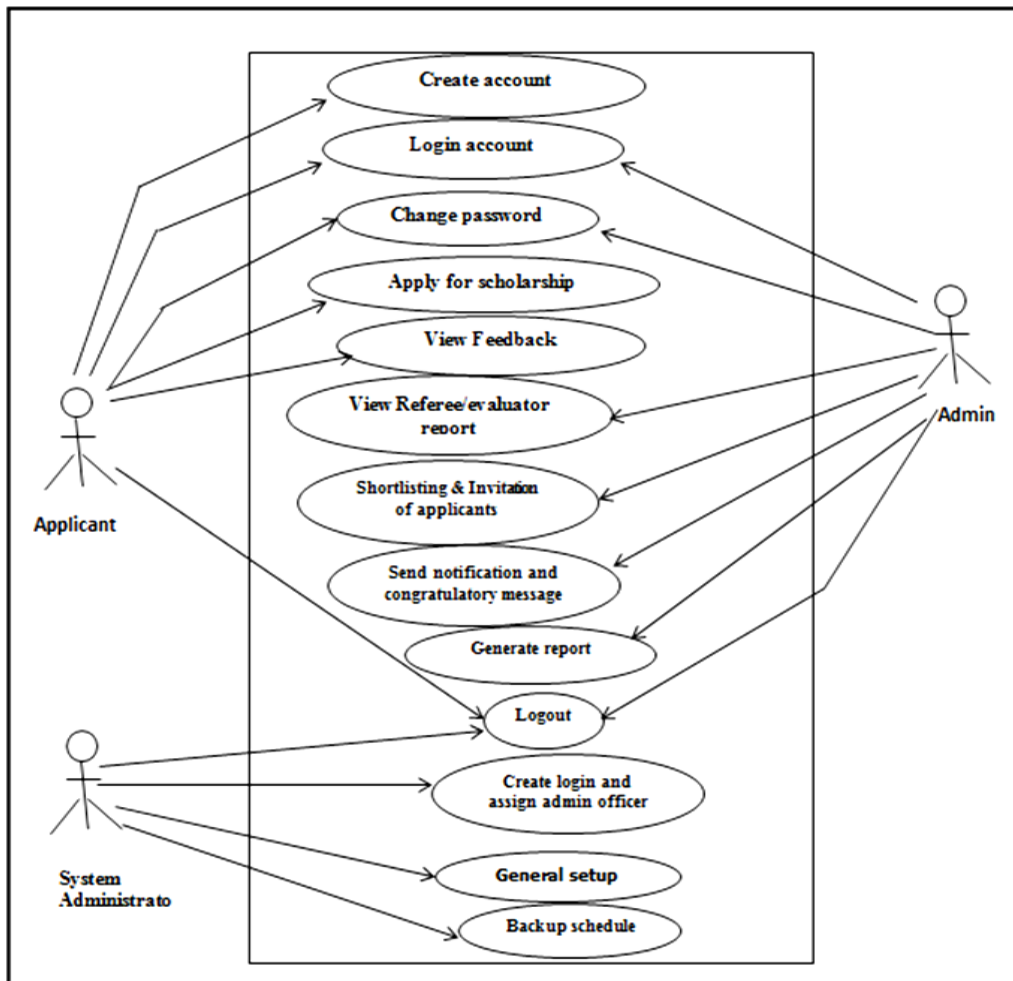 Create account
Login account
Change password
Apply for scholarship
View Feedback
View Referee/evaluator
report
Admin
Shortlisting & Invitation
of applicants
Applicant
Send notification and
congratulatory message
Generate report
Logout
Create login and
assign admin officer
System
Administrato
General setup
Backup schedule